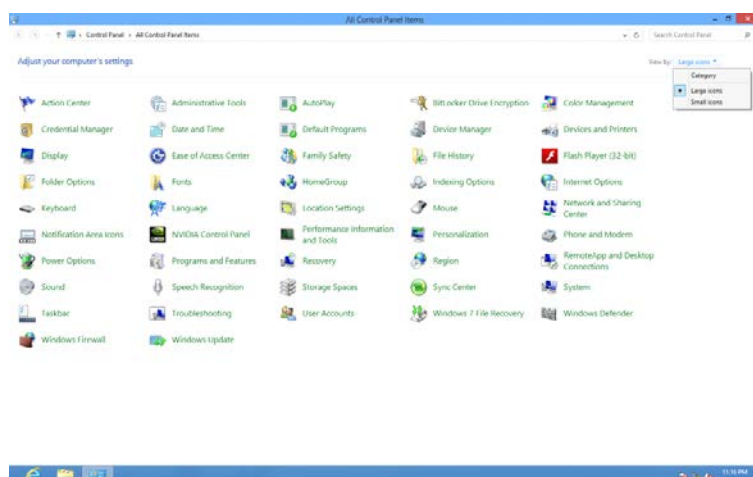 All Control Panel Items
Control Panel All Control Panel Items
Search Control Panel
Adjust your computer's settings
View by: Large icons
Category
Large icons
Small icons
Action Center
Administrative Tools
AutoPlay
BitLocker Drive Encryption
Color Management
Credential Manager
Date and Time
Default Programs
Device Manager
Devices and Printers
Display
Ease of Access Center
Family Safety
File History
Flash Player (32-bit)
Folder Options
Fonts
HomeGroup
Indexing Options
Internet Options
Keyboard
Language
Location Settings
Mouse
Network and Sharing
Center
Notification Area Icons
NVIDIA Control Panel
Performance Information
and Tools
Personalization
Phone and Modem
Power Options
Programs and Features
Recovery
Region
RemoteApp and Desktop
Connections
Sound
Speech Recognition
Storage Spaces
Sync Center
System
Taskbar
Troubleshooting
User Accounts
Windows 7 File Recovery
Windows Defender
Windows Firewall
Windows Update
11:16 PM